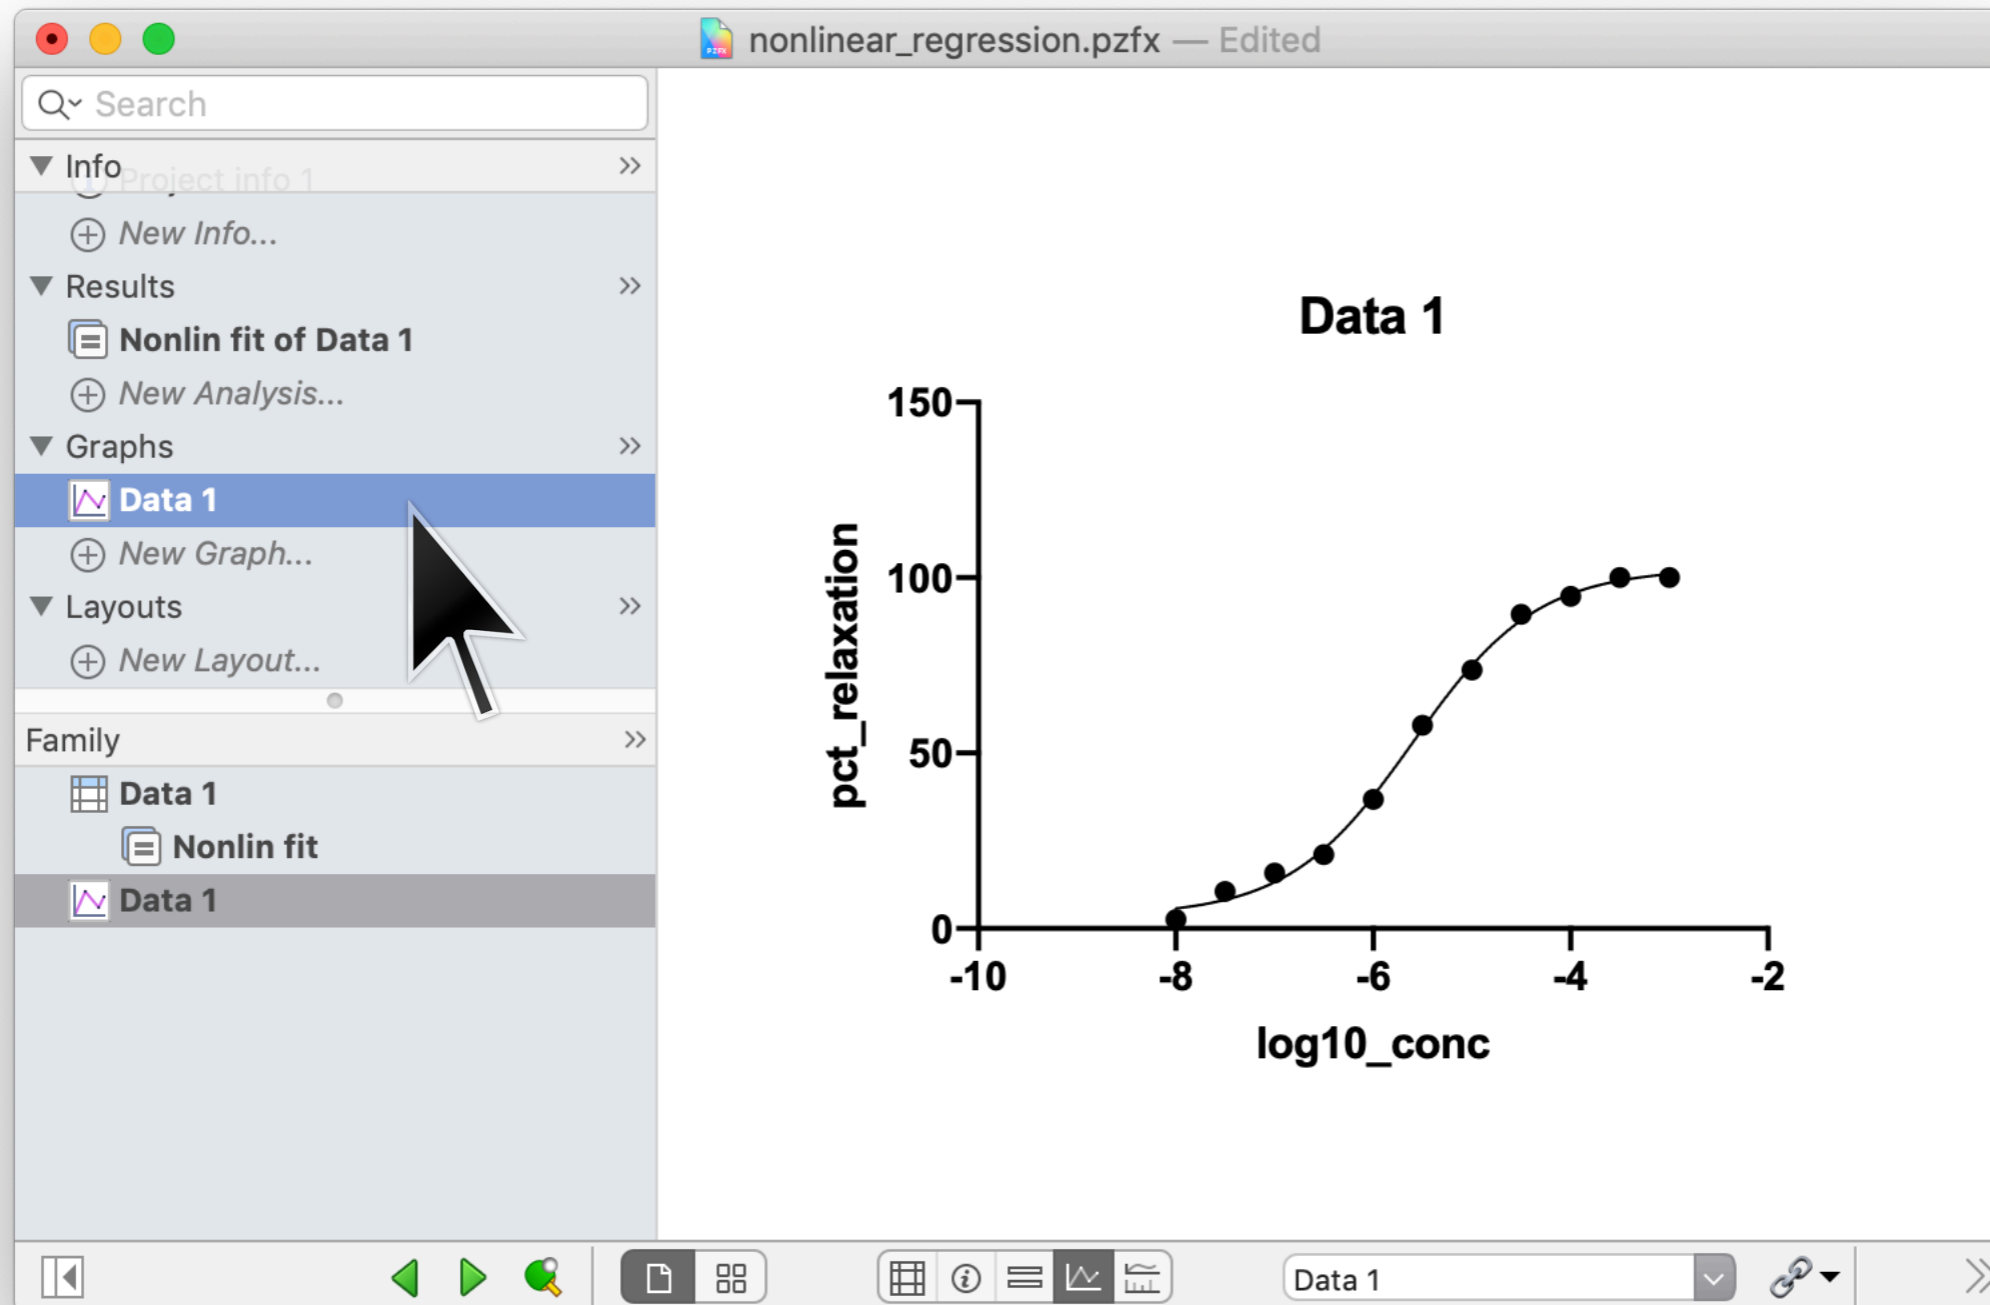 nonlinear_regression.pzfx — Edited
Search
Info
Project info 1
New Info...
Results
Nonlin fit of Data 1
New Analysis...
Graphs
Data 1
New Graph...
Layouts
New Layout...
Family
Data 1
Nonlin fit
Data 1
Data 1
150
100
50
0
pct_relaxation
-10 -8 -6 -4 -2
log10_conc
Data 1